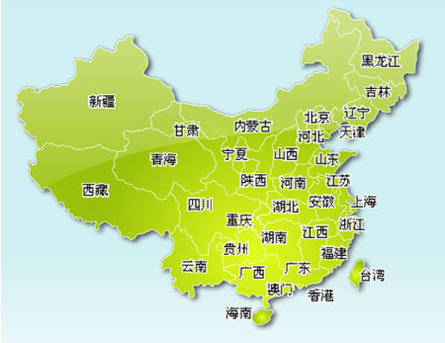 黑龙江
吉林
新疆
辽宁
北京
内蒙古
甘肃
天津
河北
宁夏
山西
山东
青海
陕西
河南
江苏
西藏
四川
湖北
安徽
上海
重庆
浙江
江西
湖南
贵州
福建
云南
广西
广东
台湾
澳门
香港
海南